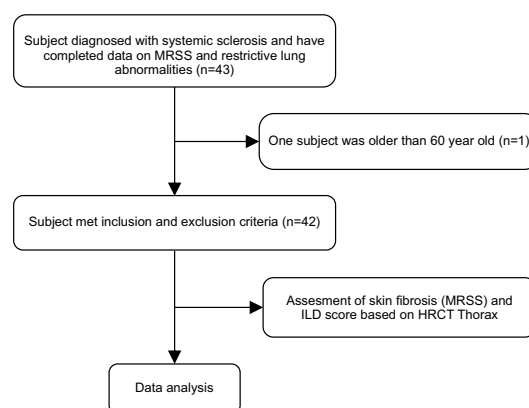 Subject diagnosed with systemic sclerosis and have
completed data on MRSS and restrictive lung
abnormalities (n=43)
One subject was older than 60 year old (n=1)
Subject met inclusion and exclusion criteria (n=42)
Assesment of skin fibrosis (MRSS) and
ILD score based on HRCT Thorax
Data analysis